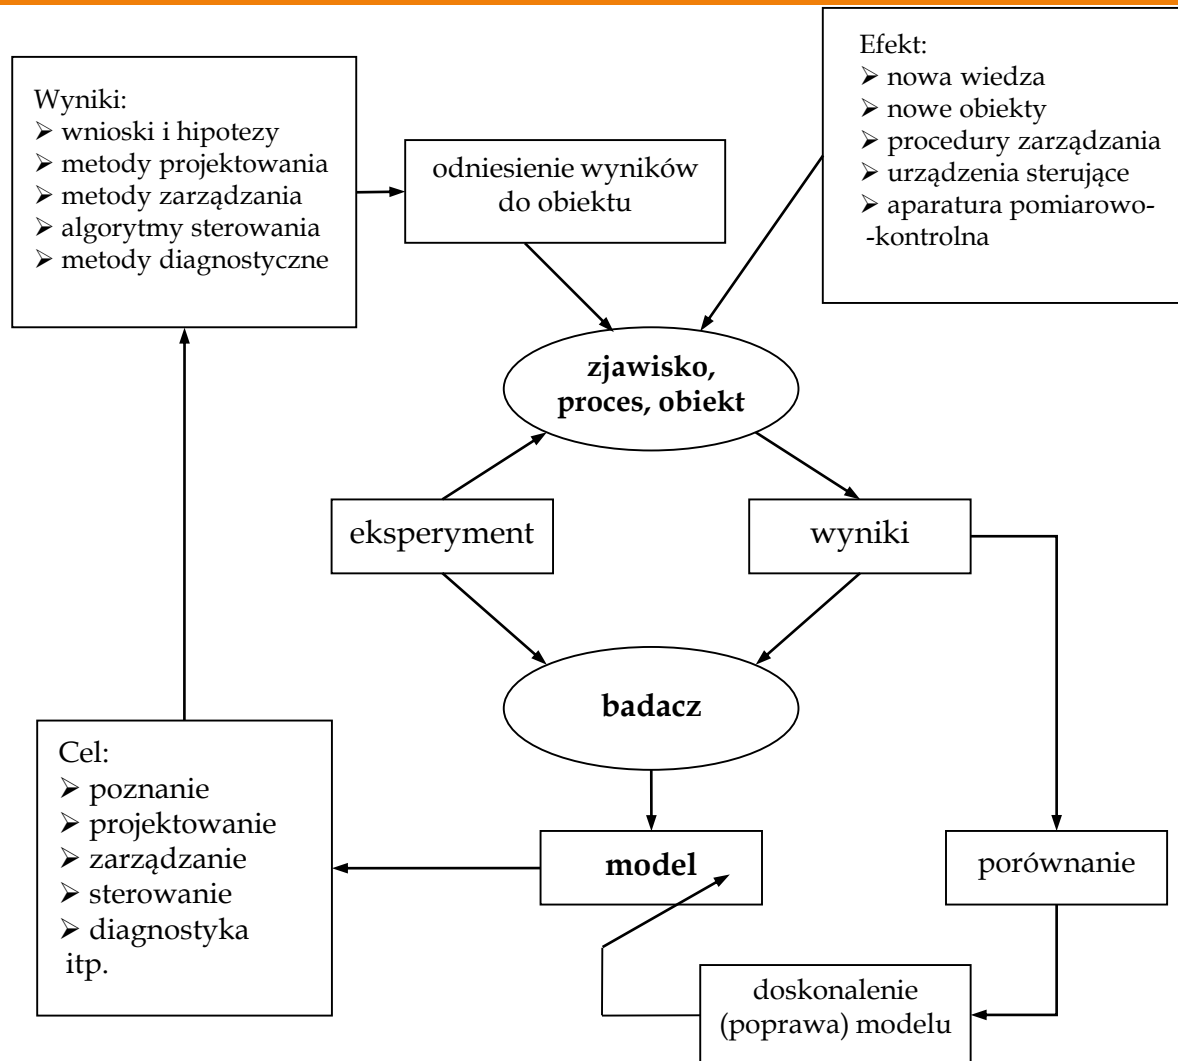 Wyniki:
➢ wnioski i hipotezy
➢ metody projektowania
➢ metody zarządzania
➢ algorytmy sterowania
➢ metody diagnostyczne
odniesienie wyników
do obiektu
Efekt:
➢ nowa wiedza
➢ nowe obiekty
➢ procedury zarządzania
➢ urządzenia sterujące
➢ aparatura pomiarowo-
-kontrolna
zjawisko,
proces, obiekt
eksperyment
wyniki
badacz
Cel:
➢ poznanie
➢ projektowanie
➢ zarządzanie
➢ sterowanie
➢ diagnostyka
itp.
model
porównanie
doskonalenie
(poprawa) modelu